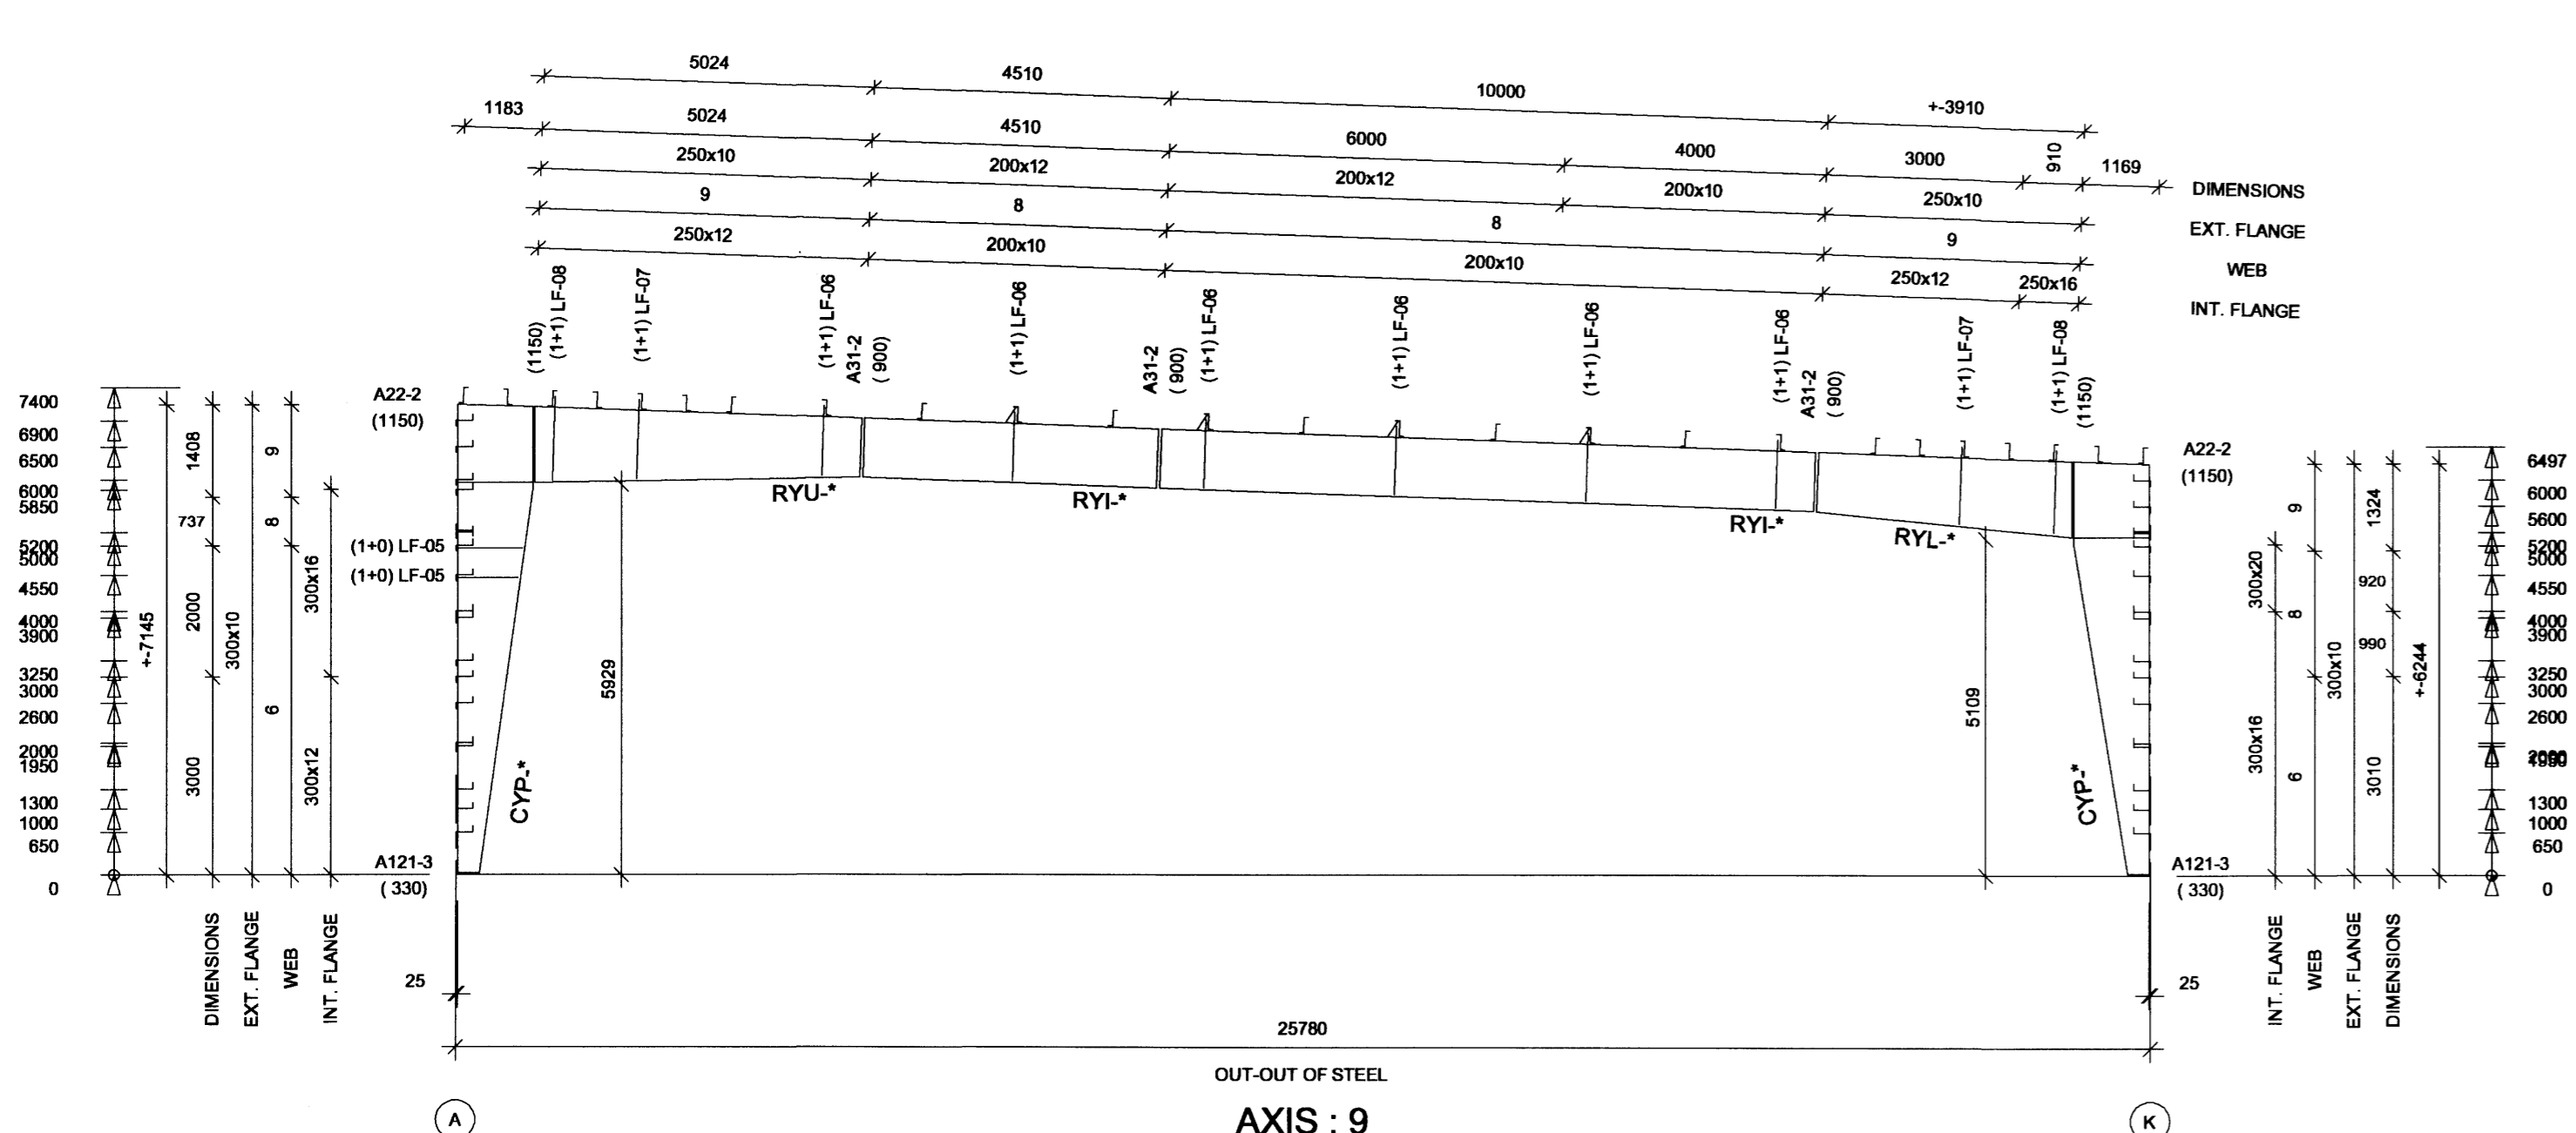 5024 4510 10000 +-3910
1183 5024 4510 6000 4000 3000 910 1169 DIMENSIONS
250x10 200x12 200x12 200x10 250x10 EXT. FLANGE
9 8 8 9 WEB
250x12 200x10 200x10 250x12 250x16 INT. FLANGE
(1150)
(1+1) LF-08
(1+1) LF-07
(1+1) LF-06
A31-2
( 900)
(1+1) LF-06
A31-2
( 900)
(1+1) LF-06
(1+1) LF-06
(1+1) LF-06
(1+1) LF-06
A31-2
( 900)
(1+1) LF-07
(1+1) LF-08
(1150)
7400
6900
6500
6000
5850
5200
5000
4550
4000
3900
3250
3000
2600
2000
1950
1300
1000
650
0
+-7145
1408
737
2000
3000
300x10
9
8
6
300x16
300x12
DIMENSIONS
EXT. FLANGE
WEB
INT. FLANGE
A22-2
(1150)
(1+0) LF-05
(1+0) LF-05
A121-3
( 330)
RYU-*
RYI-*
RYI-*
RYL-*
CYP-*
5929
5109
CYP-*
A22-2
(1150)
A121-3
( 330)
300x20
300x16
9
8
6
300x10
1324
920
990
3010
+-6244
INT. FLANGE
WEB
EXT. FLANGE
DIMENSIONS
6497
6000
5600
5200
5000
4550
4000
3900
3250
3000
2600
1300
1000
650
0
25
25
25780
OUT-OUT OF STEEL
A
AXIS : 9
K